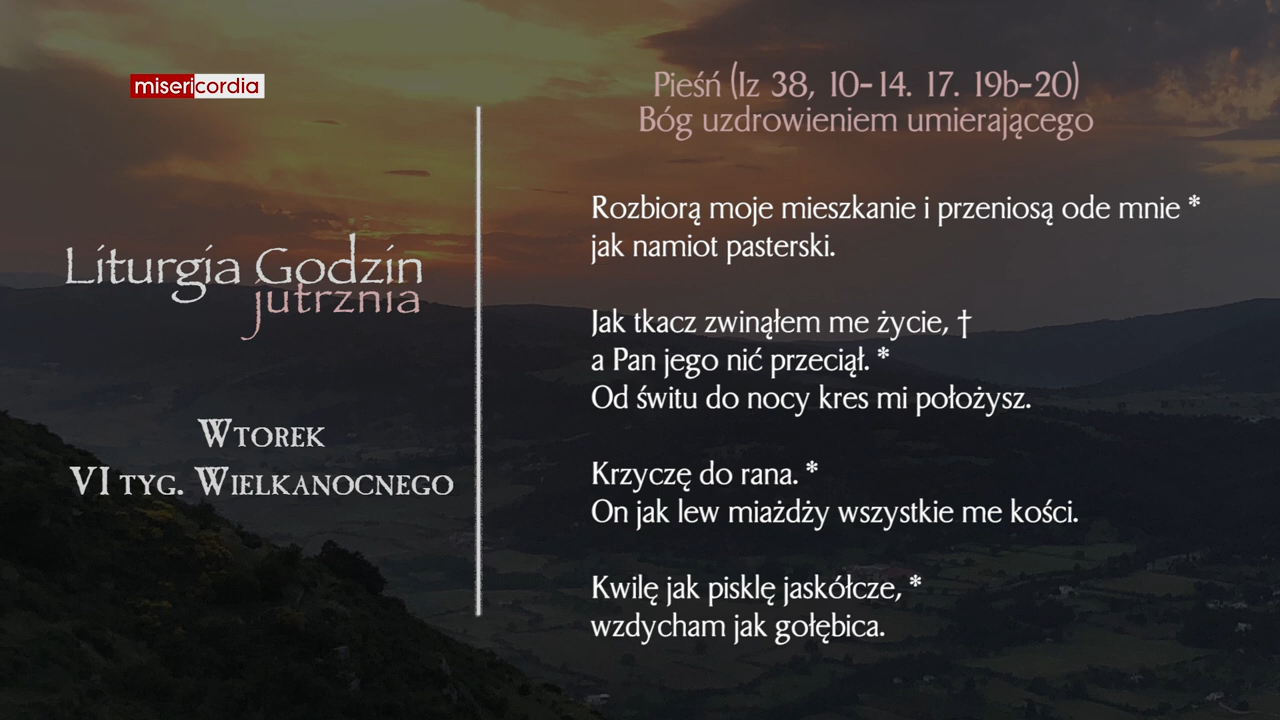 misericordia
Liturgia Godzin
jutrznia
Wtorek
VI tyg. Wielkanocnego
Pieśń (Iz 38, 10-14. 17. 19b-20)
Bóg uzdrowieniem umierającego
Rozbiorą moje mieszkanie i przeniosą ode mnie *
jak namiot pasterski.
Jak tkacz zwinąłem me życie, †
a Pan jego nić przeciął. *
Od świtu do nocy kres mi położysz.
Krzyczę do rana. *
On jak lew miażdży wszystkie me kości.
Kwilę jak pisklę jaskółcze, *
wzdycham jak gołębica.